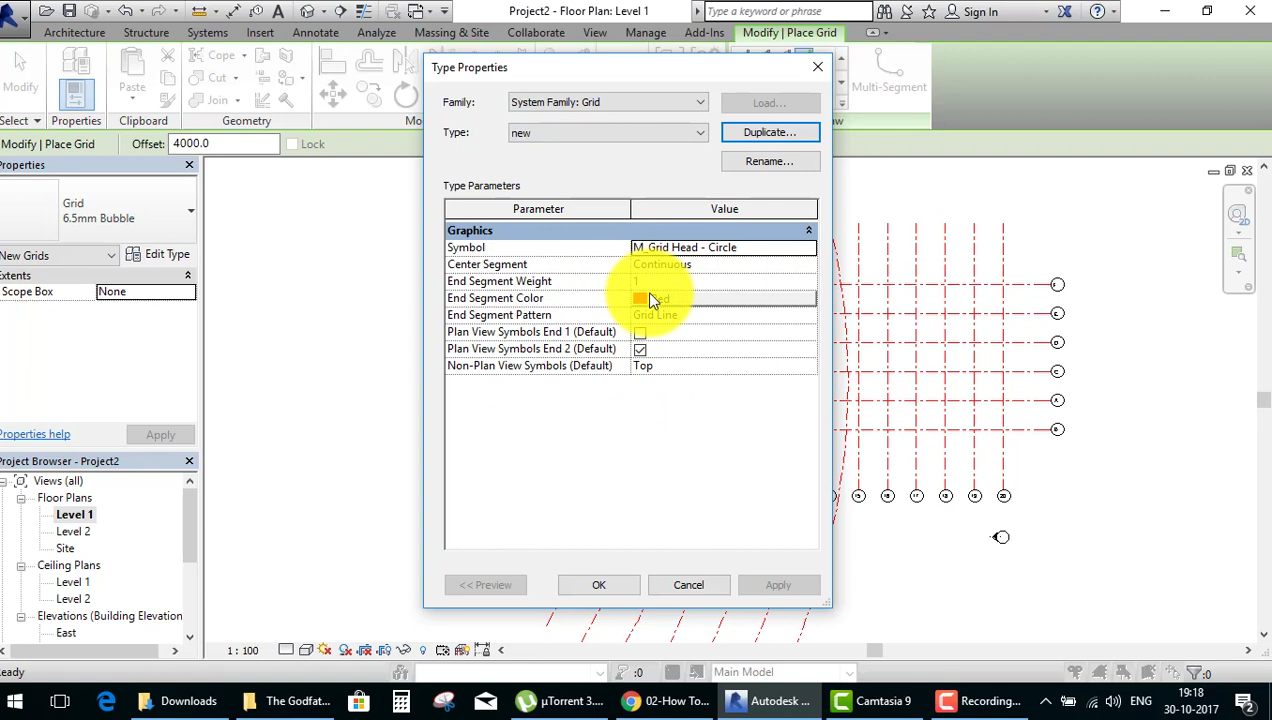 Project2 - Floor Plan: Level 1
Type a keyword or phrase
Sign In
Architecture Structure Systems Insert Annotate Analyze Massing & Site Collaborate View Manage Add-Ins Modify | Place Grid
Modify
Properties
Paste
Cope
Cut
Join
Multi-Segment
Select Properties Clipboard Geometry
Modify | Place Grid Offset: 4000.0 Lock
Properties
Grid
6.5mm Bubble
New Grids Edit Type
Extents
Scope Box None
Properties help Apply
Project Browser - Project2
Views (all)
Floor Plans
Level 1
Level 2
Site
Ceiling Plans
Level 1
Level 2
Elevations (Building Elevation)
East
Type Properties
Family: System Family: Grid Load...
Type: new Duplicate...
Rename...
Type Parameters
Parameter Value
Graphics
Symbol M_Grid Head - Circle
Center Segment Continuous
End Segment Weight 1
End Segment Color
End Segment Pattern Grid Line
Plan View Symbols End 1 (Default)
Plan View Symbols End 2 (Default)
Non-Plan View Symbols (Default) Top
<< Preview OK Cancel Apply
1 : 100
Ready :0 Main Model :0
Downloads The Godfat... µTorrent 3.... 02-How To... Autodesk ... Camtasia 9 Recording... ENG 19:18
30-10-2017
2